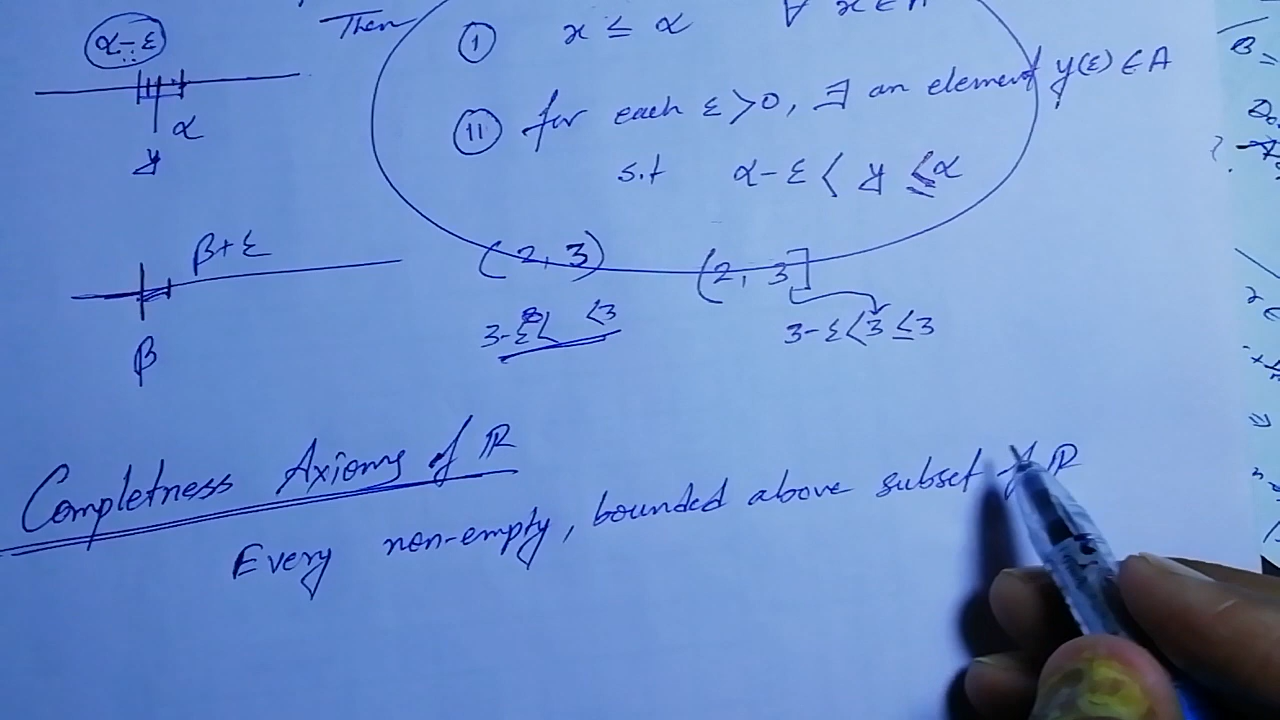 α-ε
Then
I x ≤ α ∀ x ∈ A
α
y
II for each ε>0, ∃ an element y(ε) ∈ A
s.t α-ε < y ≤ α
β+ε
β
(2, 3) (2, 3]
3-ε< <3 3-ε<3≤3
Completness Axioms of ℝ
Every non-empty, bounded above subset of ℝ